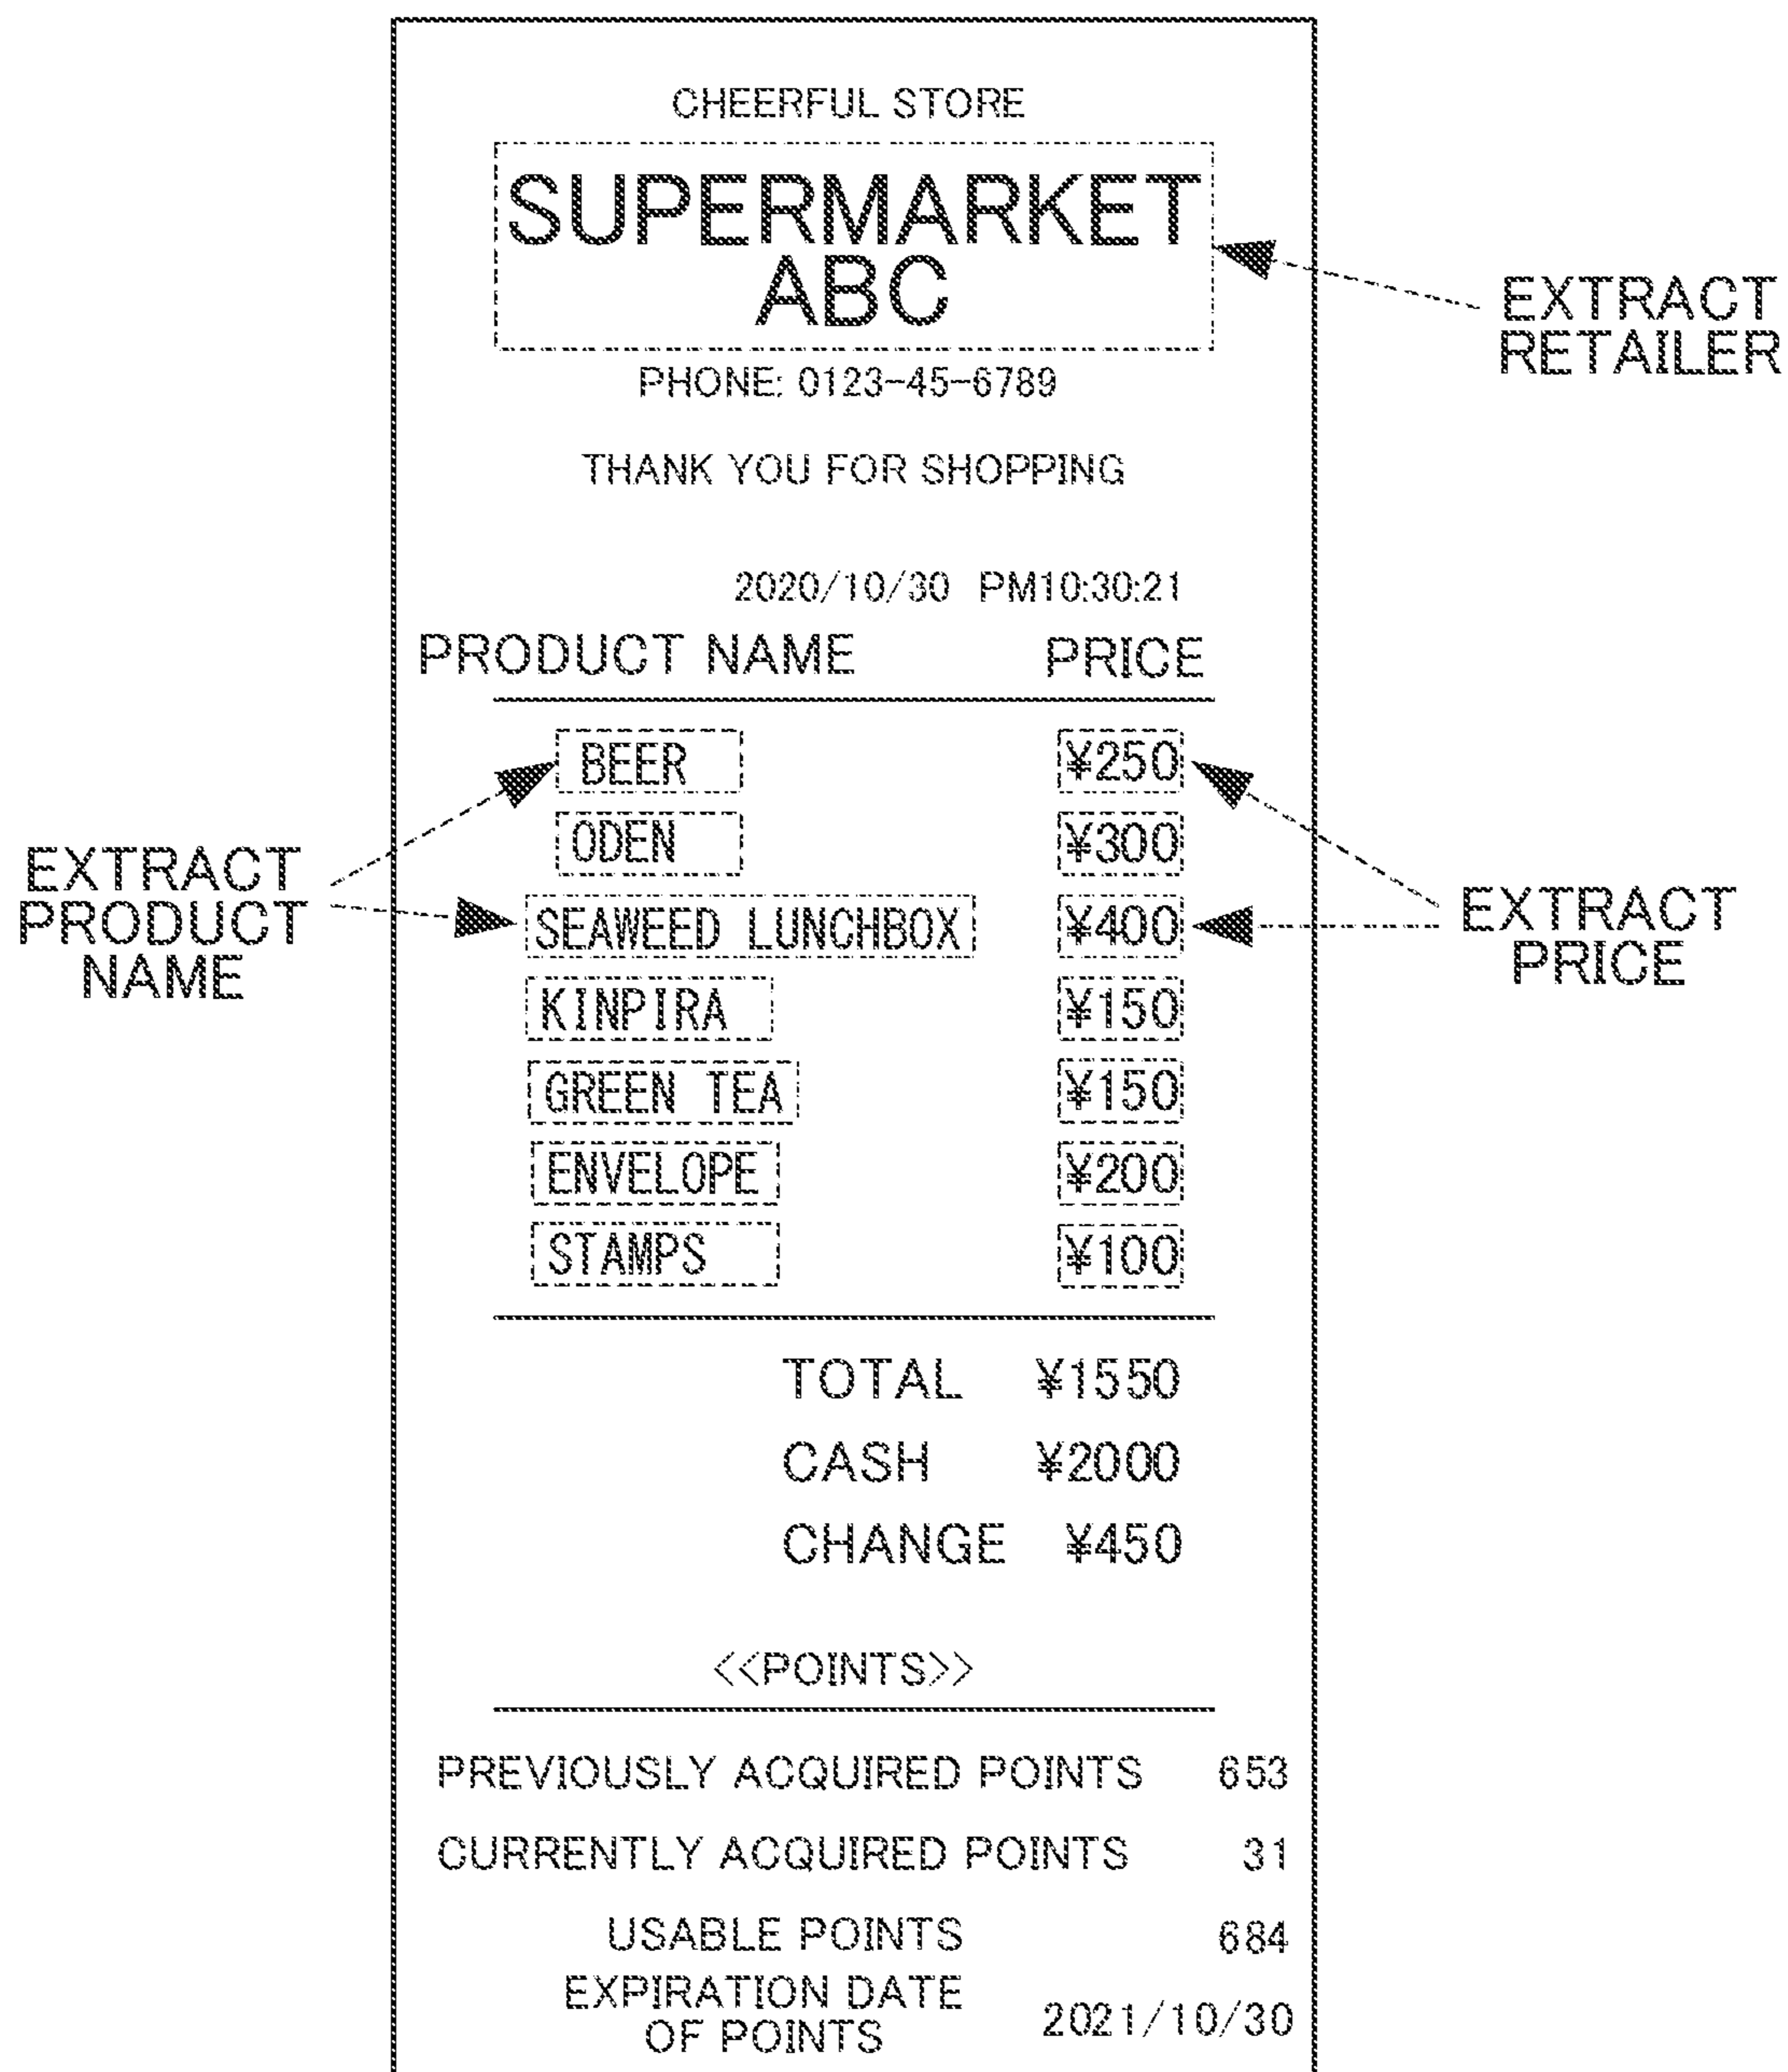 CHEERFUL STORE
SUPERMARKET
ABC
EXTRACT
RETAILER
PHONE: 0123-45-6789
THANK YOU FOR SHOPPING
2020/10/30 PM10:30:21
PRODUCT NAME PRICE
BEER ¥250
ODEN ¥300
SEAWEED LUNCHBOX ¥400
KINPIRA ¥150
GREEN TEA ¥150
ENVELOPE ¥200
STAMPS ¥100
EXTRACT
PRODUCT
NAME
EXTRACT
PRICE
TOTAL ¥1550
CASH ¥2000
CHANGE ¥450
<<POINTS>>
PREVIOUSLY ACQUIRED POINTS 653
CURRENTLY ACQUIRED POINTS 31
USABLE POINTS 684
EXPIRATION DATE
OF POINTS 2021/10/30